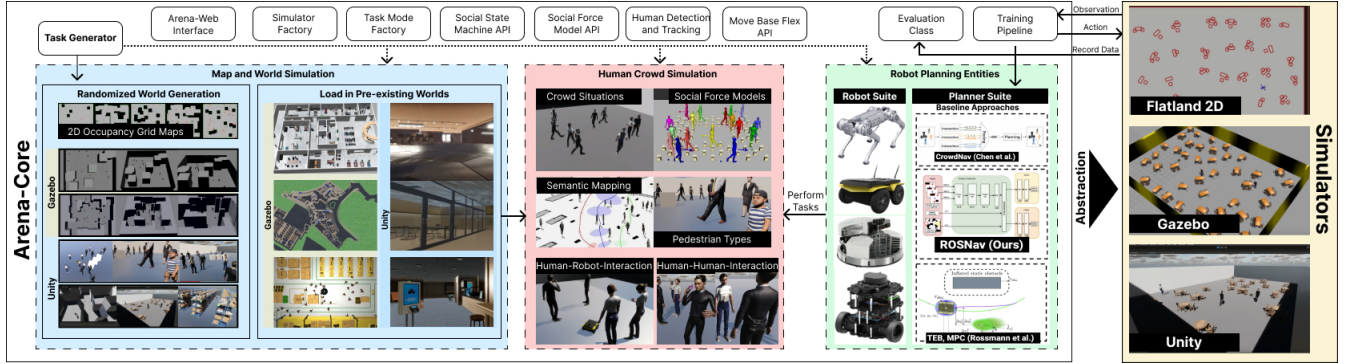 Arena-Core
Task Generator
Arena-Web
Interface
Simulator
Factory
Task Mode
Factory
Social State
Machine API
Social Force
Model API
Human Detection
and Tracking
Move Base Flex
API
Evaluation
Class
Training
Pipeline
Observation
Action
Record Data
Map and World Simulation
Randomized World Generation
2D Occupancy Grid Maps
Gazebo
Unity
Load in Pre-existing Worlds
Gazebo
Unity
Human Crowd Simulation
Crowd Situations
Social Force Models
Semantic Mapping
Pedestrian Types
Human-Robot-Interaction
Human-Human-Interaction
Perform
Tasks
Robot Planning Entities
Robot Suite
Planner Suite
Baseline Approaches
CrowdNav (Chen et al.)
ROSNav (Ours)
Inflated static obstacle
TEB, MPC (Rossmann et al.)
Abstraction
Simulators
Flatland 2D
Gazebo
Unity